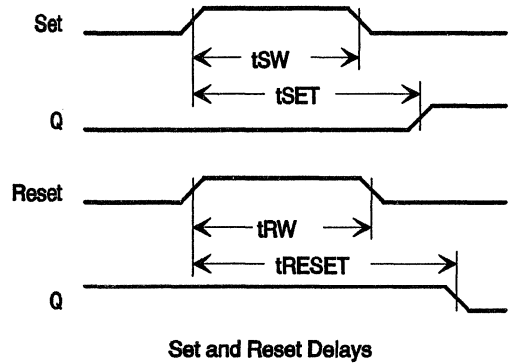 Set
tSW
tSET
Q
Reset
tRW
tRESET
Q
Set and Reset Delays